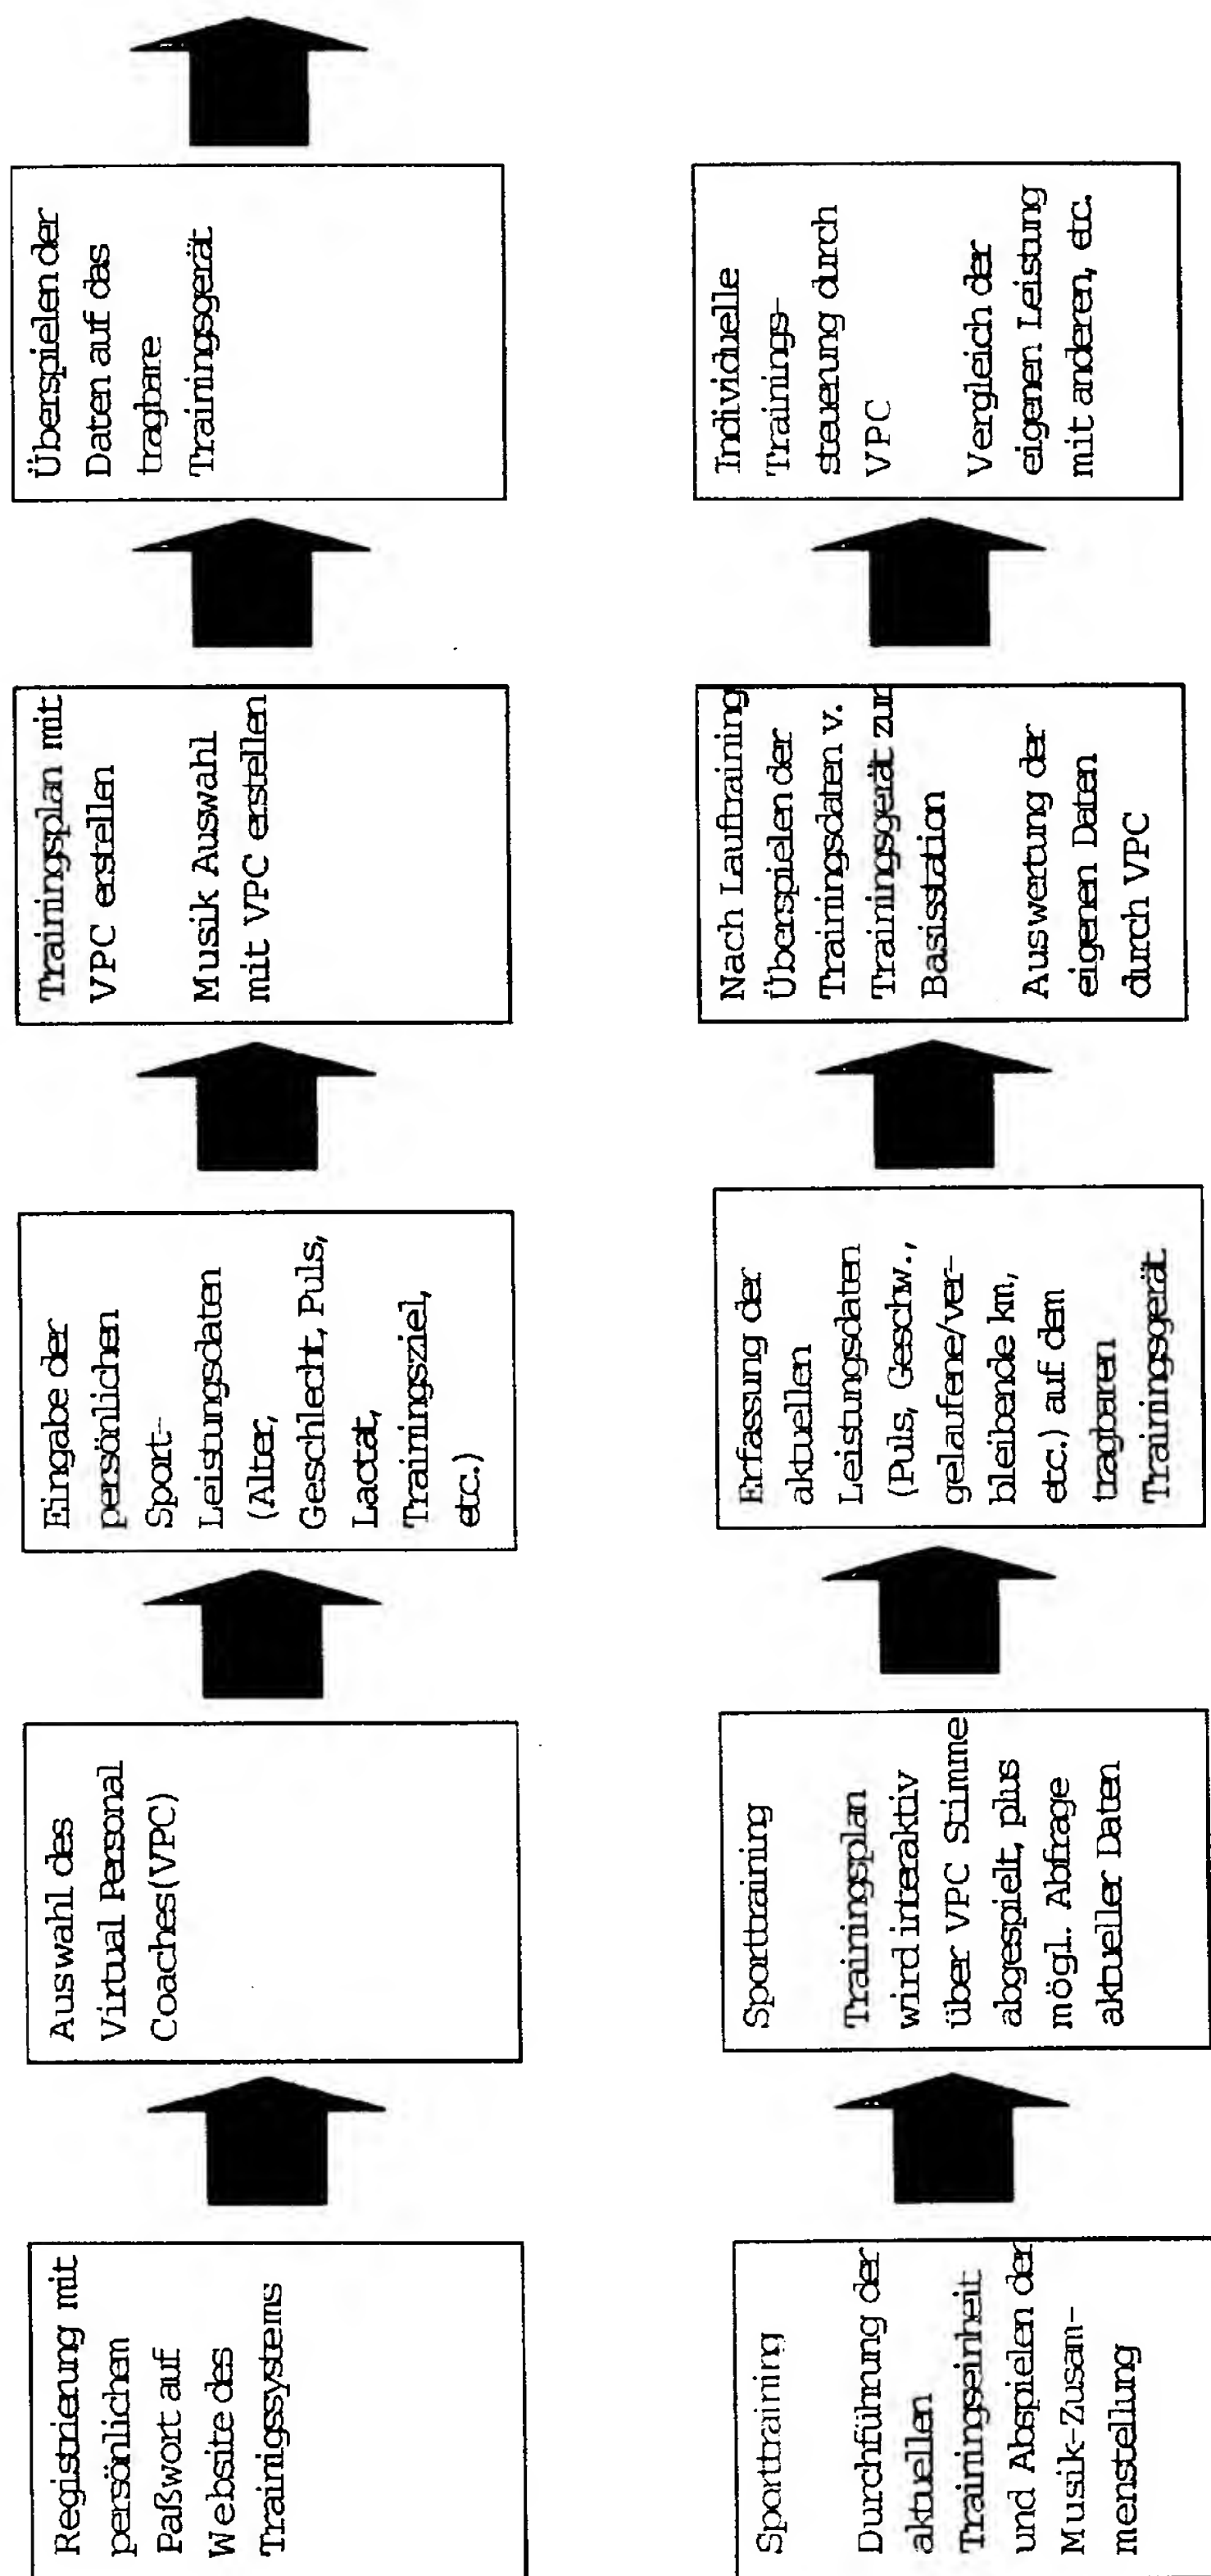 Registrierung mit
persönlichem
Paßwort auf
Website des
Trainigssystems
Auswahl des
Virtual Personal
Coaches(VPC)
Eingabe der
persönlichen
Sport-
Leistungsdaten
(Alter,
Geschlecht, Puls,
Lactat,
Trainingsziel,
etc.)
Trainingsplan mit
VPC erstellen
Musik Auswahl
mit VPC erstellen
Überspielen der
Daten auf das
tragbare
Trainingsgerät
Sporttraining
Durchführung der
aktuellen
Trainingseinheit
und Abspielen der
Musik-Zusam-
menstellung
Sporttraining
Trainingsplan
wird interaktiv
über VPC Stimme
abgespielt, plus
mögl. Abfrage
aktueller Daten
Erfassung der
aktuellen
Leistungsdaten
(Puls, Geschw.,
gelaufene/ver-
bleibende km,
etc.) auf dem
tragbaren
Trainingsgerät
Nach Lauftraining
Überspielen der
Trainingsdaten v.
Trainingsgerät zur
Basisstation
Auswertung der
eigenen Daten
durch VPC
Individuelle
Trainings-
steuerung durch
VPC
Vergleich der
eigenen Leistung
mit anderen, etc.